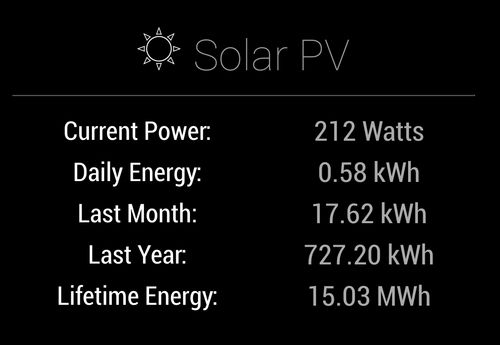 Solar PV
Current Power: 212 Watts
Daily Energy: 0.58 kWh
Last Month: 17.62 kWh
Last Year: 727.20 kWh
Lifetime Energy: 15.03 MWh